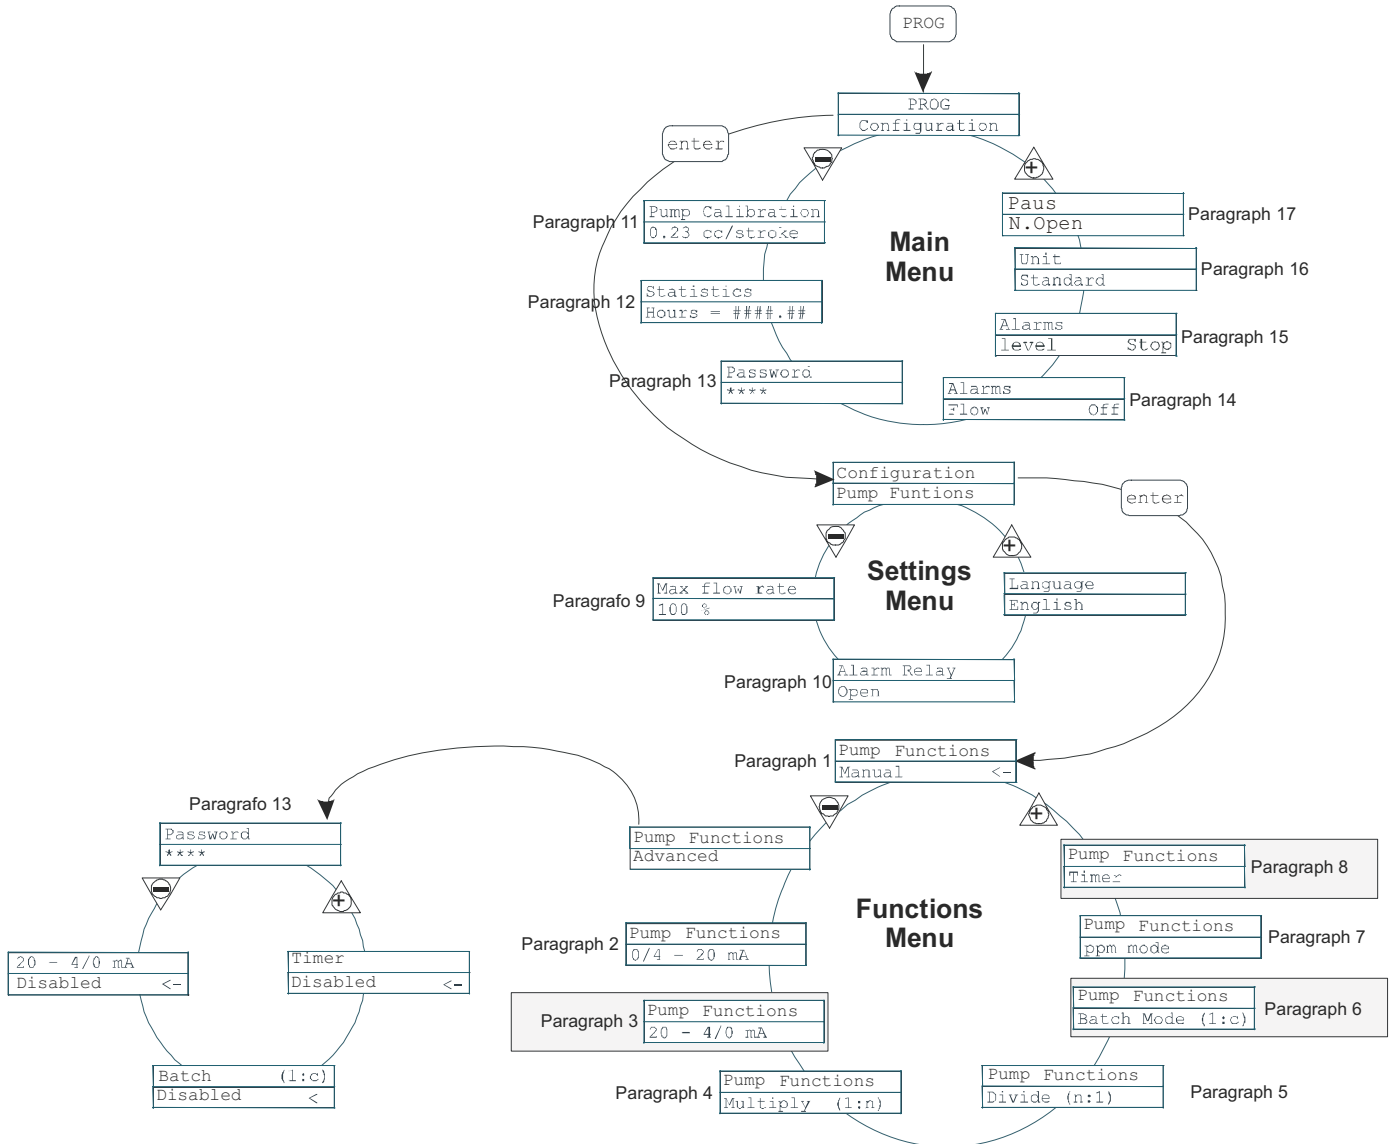 PROG
PROG
Configuration
enter
Pump Calibration
0.23 cc/stroke
Paragraph 11
Main
Menu
Paus
N.Open
Paragraph 17
Unit
Standard
Paragraph 16
Statistics
Hours = ####.##
Paragraph 12
Alarms
level Stop
Paragraph 15
Password
****
Paragraph 13
Alarms
Flow Off
Paragraph 14
Configuration
Pump Funtions
enter
Settings
Menu
Paragrafo 9
Max flow rate
100 %
Language
English
Paragraph 10
Alarm Relay
Open
Paragraph 1
Pump Functions
Manual <-
Pump Functions
Advanced
Paragrafo 13
Password
****
20 - 4/0 mA
Disabled <-
Timer
Disabled <-
Batch (1:c)
Disabled <
Functions
Menu
Pump Functions
Timer
Paragraph 8
Paragraph 2
Pump Functions
0/4 - 20 mA
Pump Functions
ppm mode
Paragraph 7
Paragraph 3
Pump Functions
20 - 4/0 mA
Pump Functions
Batch Mode (1:c)
Paragraph 6
Paragraph 4
Pump Functions
Multiply (1:n)
Pump Functions
Divide (n:1)
Paragraph 5